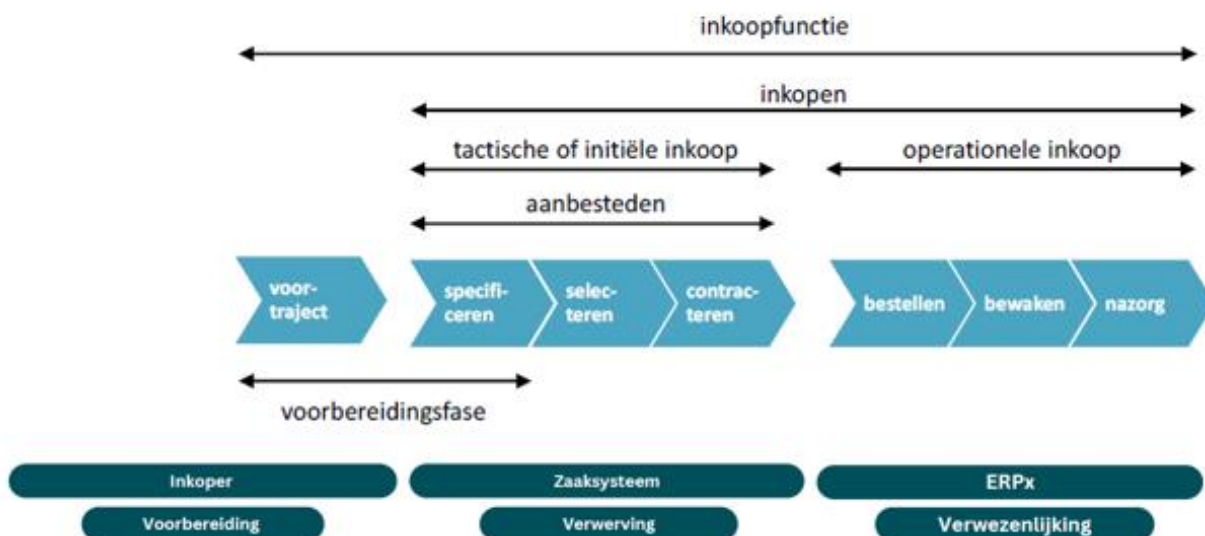 inkoopfunctie
inkopen
tactische of initiële inkoop
operationele inkoop
aanbesteden
voor-
traject
specifi-
ceren
selec-
teren
contrac-
teren
bestellen
bewaken
nazorg
voorbereidingsfase
Inkoper
Zaaksysteem
ERPx
Voorbereiding
Verwerving
Verwezenlijking